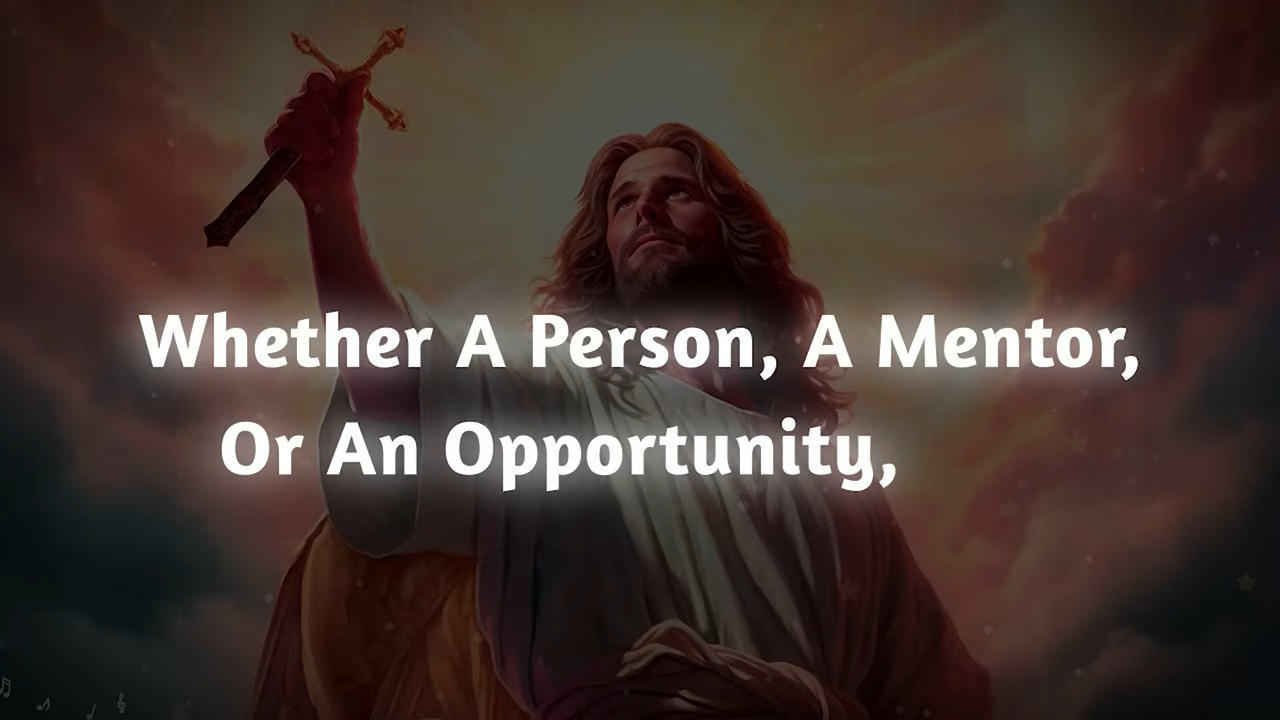 Whether A Person, A Mentor,
Or An Opportunity,